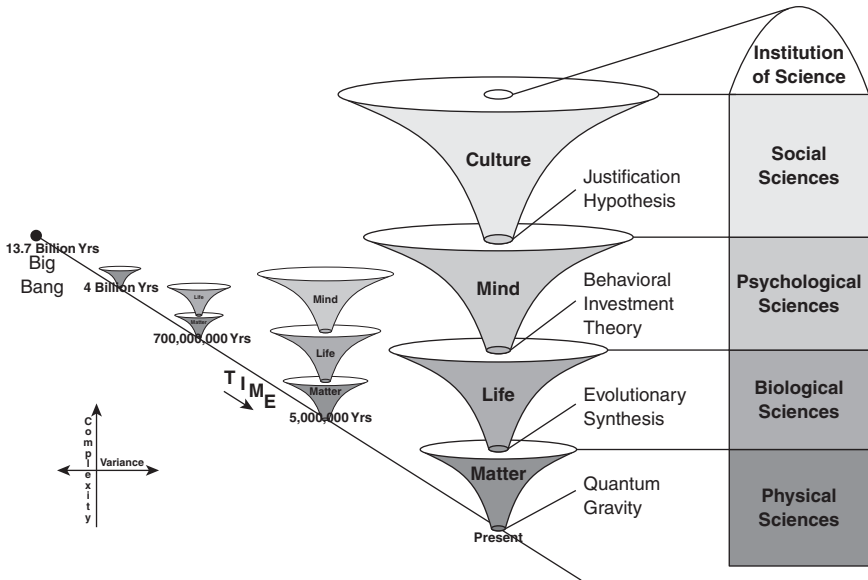 Institution
of Science
Culture
Social
Sciences
Justification
Hypothesis
13.7 Billion Yrs
Big
Bang
4 Billion Yrs
Mind
Psychological
Sciences
Behavioral
Investment
Theory
Life
Matter
700,000,000 Yrs
Mind
Life
Matter
5,000,000 Yrs
TIME
Life
Biological
Sciences
Evolutionary
Synthesis
Complexity
Variance
Matter
Physical
Sciences
Quantum
Gravity
Present